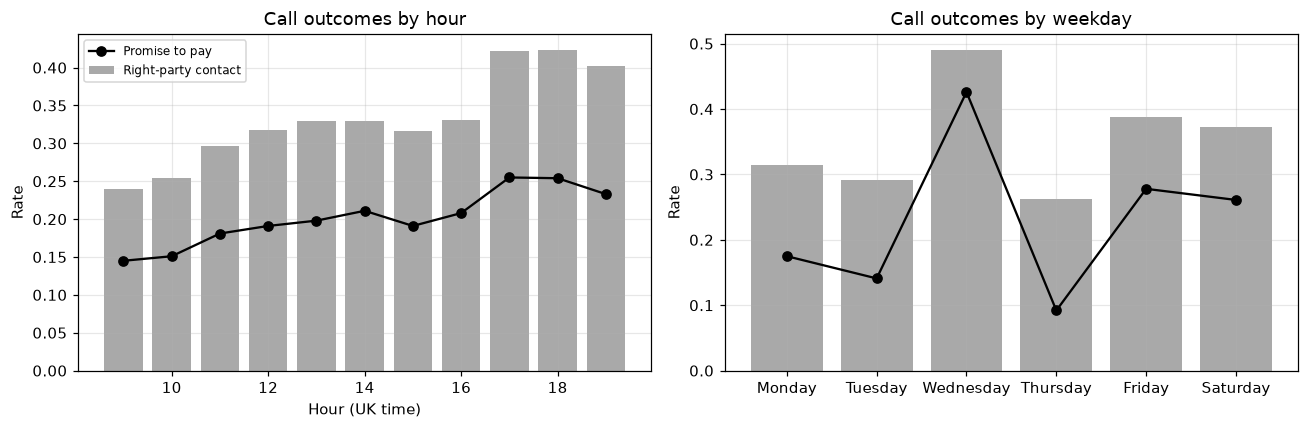 Call outcomes by hour
Promise to pay
Right-party contact
0.40
0.35
0.30
0.25
0.20
0.15
0.10
0.05
0.00
Rate
10 12 14 16 18
Hour (UK time)
Call outcomes by weekday
0.5
0.4
0.3
0.2
0.1
0.0
Rate
Monday Tuesday Wednesday Thursday Friday Saturday